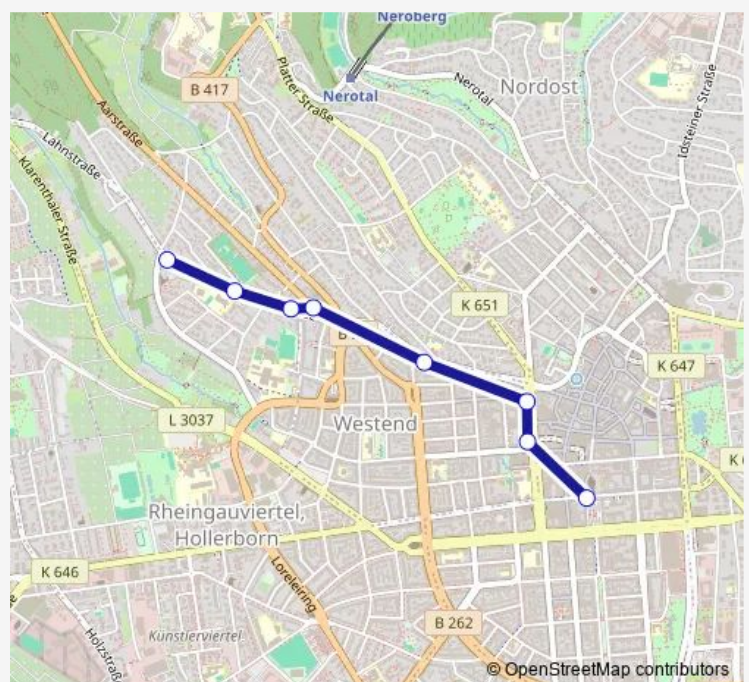 Neroberg
B 417
Nerotal
Nerotal
Nordost
Platter Straße
Idsteiner Straße
Aarstraße
Lahnstraße
Klarenthaler Straße
K 651
K 647
L 3037
Westend
Rheingauviertel,
Hollerborn
K 646
Loreleiring
B 262
Künstlerviertel
© OpenStreetMap contributors